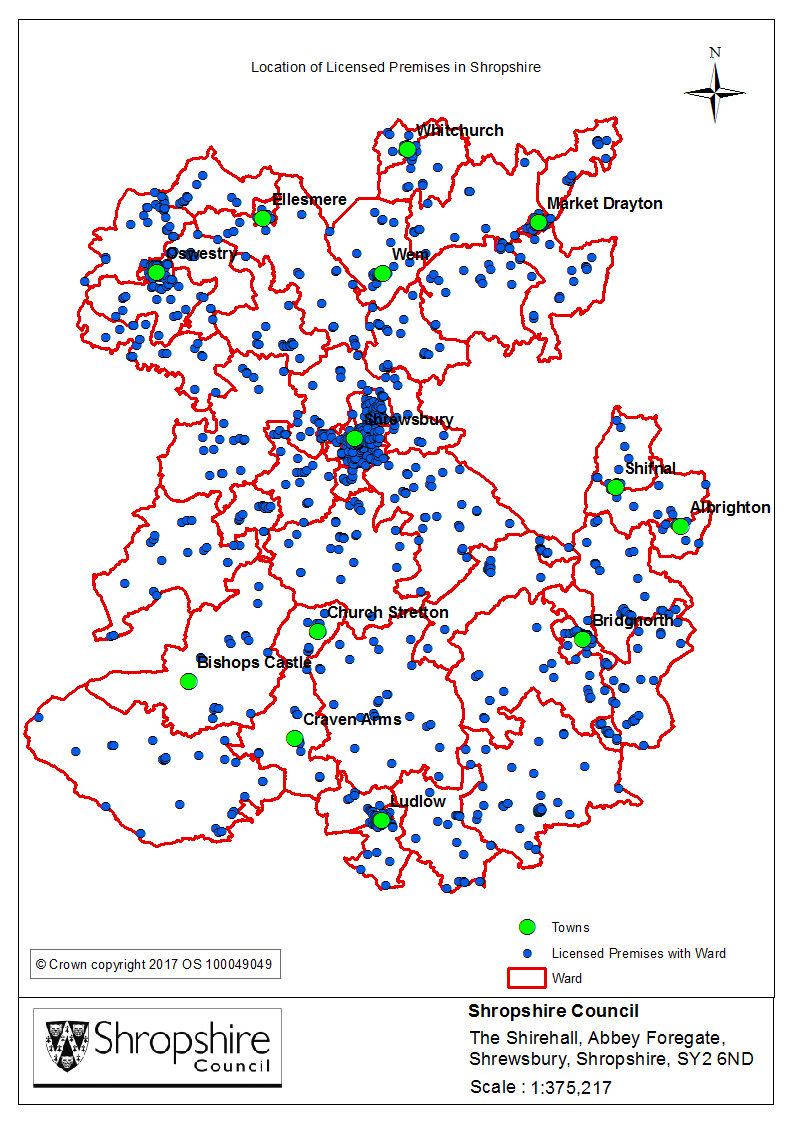 Location of Licensed Premises in Shropshire
N
Whitchurch
Ellesmere
Market Drayton
Oswestry
Wem
Shrewsbury
Shifnal
Albrighton
Church Stretton
Bridgnorth
Bishops Castle
Craven Arms
Ludlow
Towns
Licensed Premises with Ward
Ward
© Crown copyright 2017 OS 100049049
Shropshire
Council
Shropshire Council
The Shirehall, Abbey Foregate,
Shrewsbury, Shropshire, SY2 6ND
Scale : 1:375,217